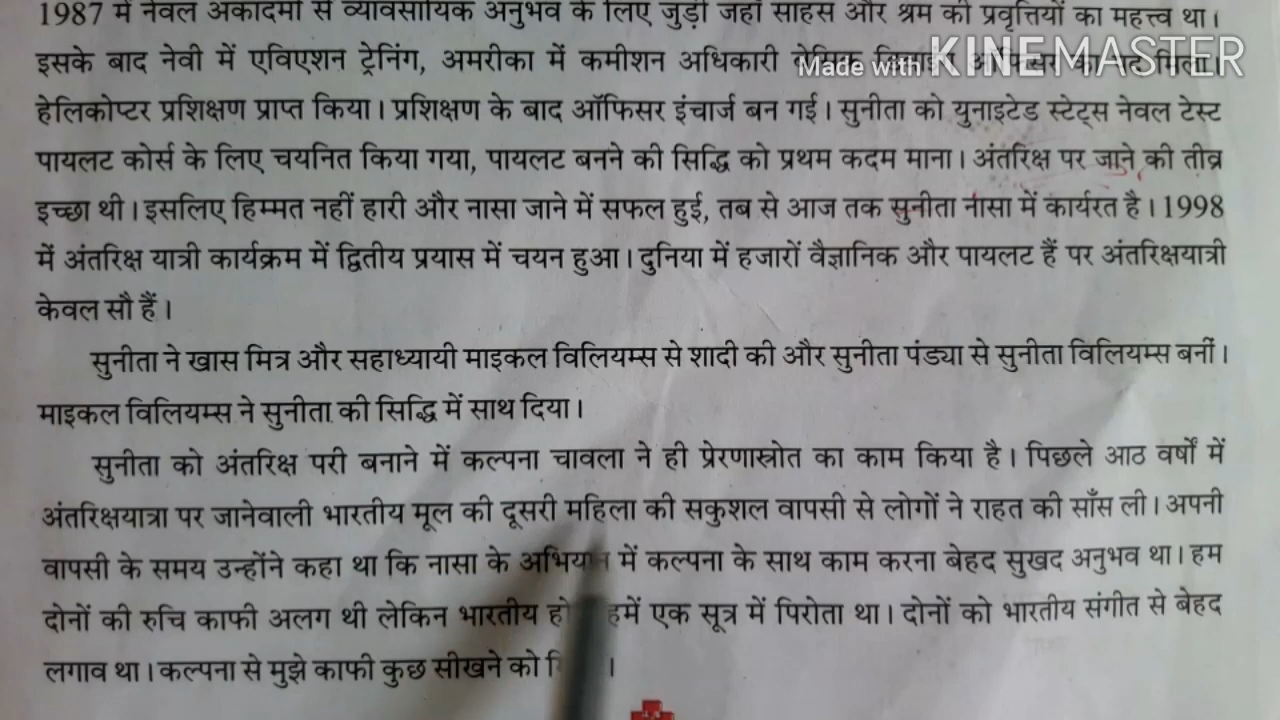 1987 में नेवल अकादमी से व्यावसायिक अनुभव के लिए जुड़ी जहाँ साहस और श्रम की प्रवृत्तियों का महत्त्व था।
इसके बाद नेवी में एविएशन ट्रेनिंग, अमरीका में कमीशन अधिकारी
Made with KINEMASTER
हेलिकोप्टर प्रशिक्षण प्राप्त किया। प्रशिक्षण के बाद ऑफिसर इंचार्ज बन गई। सुनीता को युनाइटेड स्टेट्स नेवल टेस्ट
पायलट कोर्स के लिए चयनित किया गया, पायलट बनने की सिद्धि को प्रथम कदम माना। अंतरिक्ष पर जाने की तीव्र
इच्छा थी। इसलिए हिम्मत नहीं हारी और नासा जाने में सफल हुई, तब से आज तक सुनीता नासा में कार्यरत है। 1998
में अंतरिक्ष यात्री कार्यक्रम में द्वितीय प्रयास में चयन हुआ। दुनिया में हजारों वैज्ञानिक और पायलट हैं पर अंतरिक्षयात्री
केवल सौ हैं।
सुनीता ने खास मित्र और सहाध्यायी माइकल विलियम्स से शादी की और सुनीता पंड्या से सुनीता विलियम्स बनीं।
माइकल विलियम्स ने सुनीता की सिद्धि में साथ दिया।
सुनीता को अंतरिक्ष परी बनाने में कल्पना चावला ने ही प्रेरणास्रोत का काम किया है। पिछले आठ वर्षों में
अंतरिक्षयात्रा पर जानेवाली भारतीय मूल की दूसरी महिला की सकुशल वापसी से लोगों ने राहत की साँस ली। अपनी
वापसी के समय उन्होंने कहा था कि नासा के अभियान में कल्पना के साथ काम करना बेहद सुखद अनुभव था। हम
दोनों की रुचि काफी अलग थी लेकिन भारतीय हमें एक सूत्र में पिरोता था। दोनों को भारतीय संगीत से बेहद
लगाव था। कल्पना से मुझे काफी कुछ सीखने को